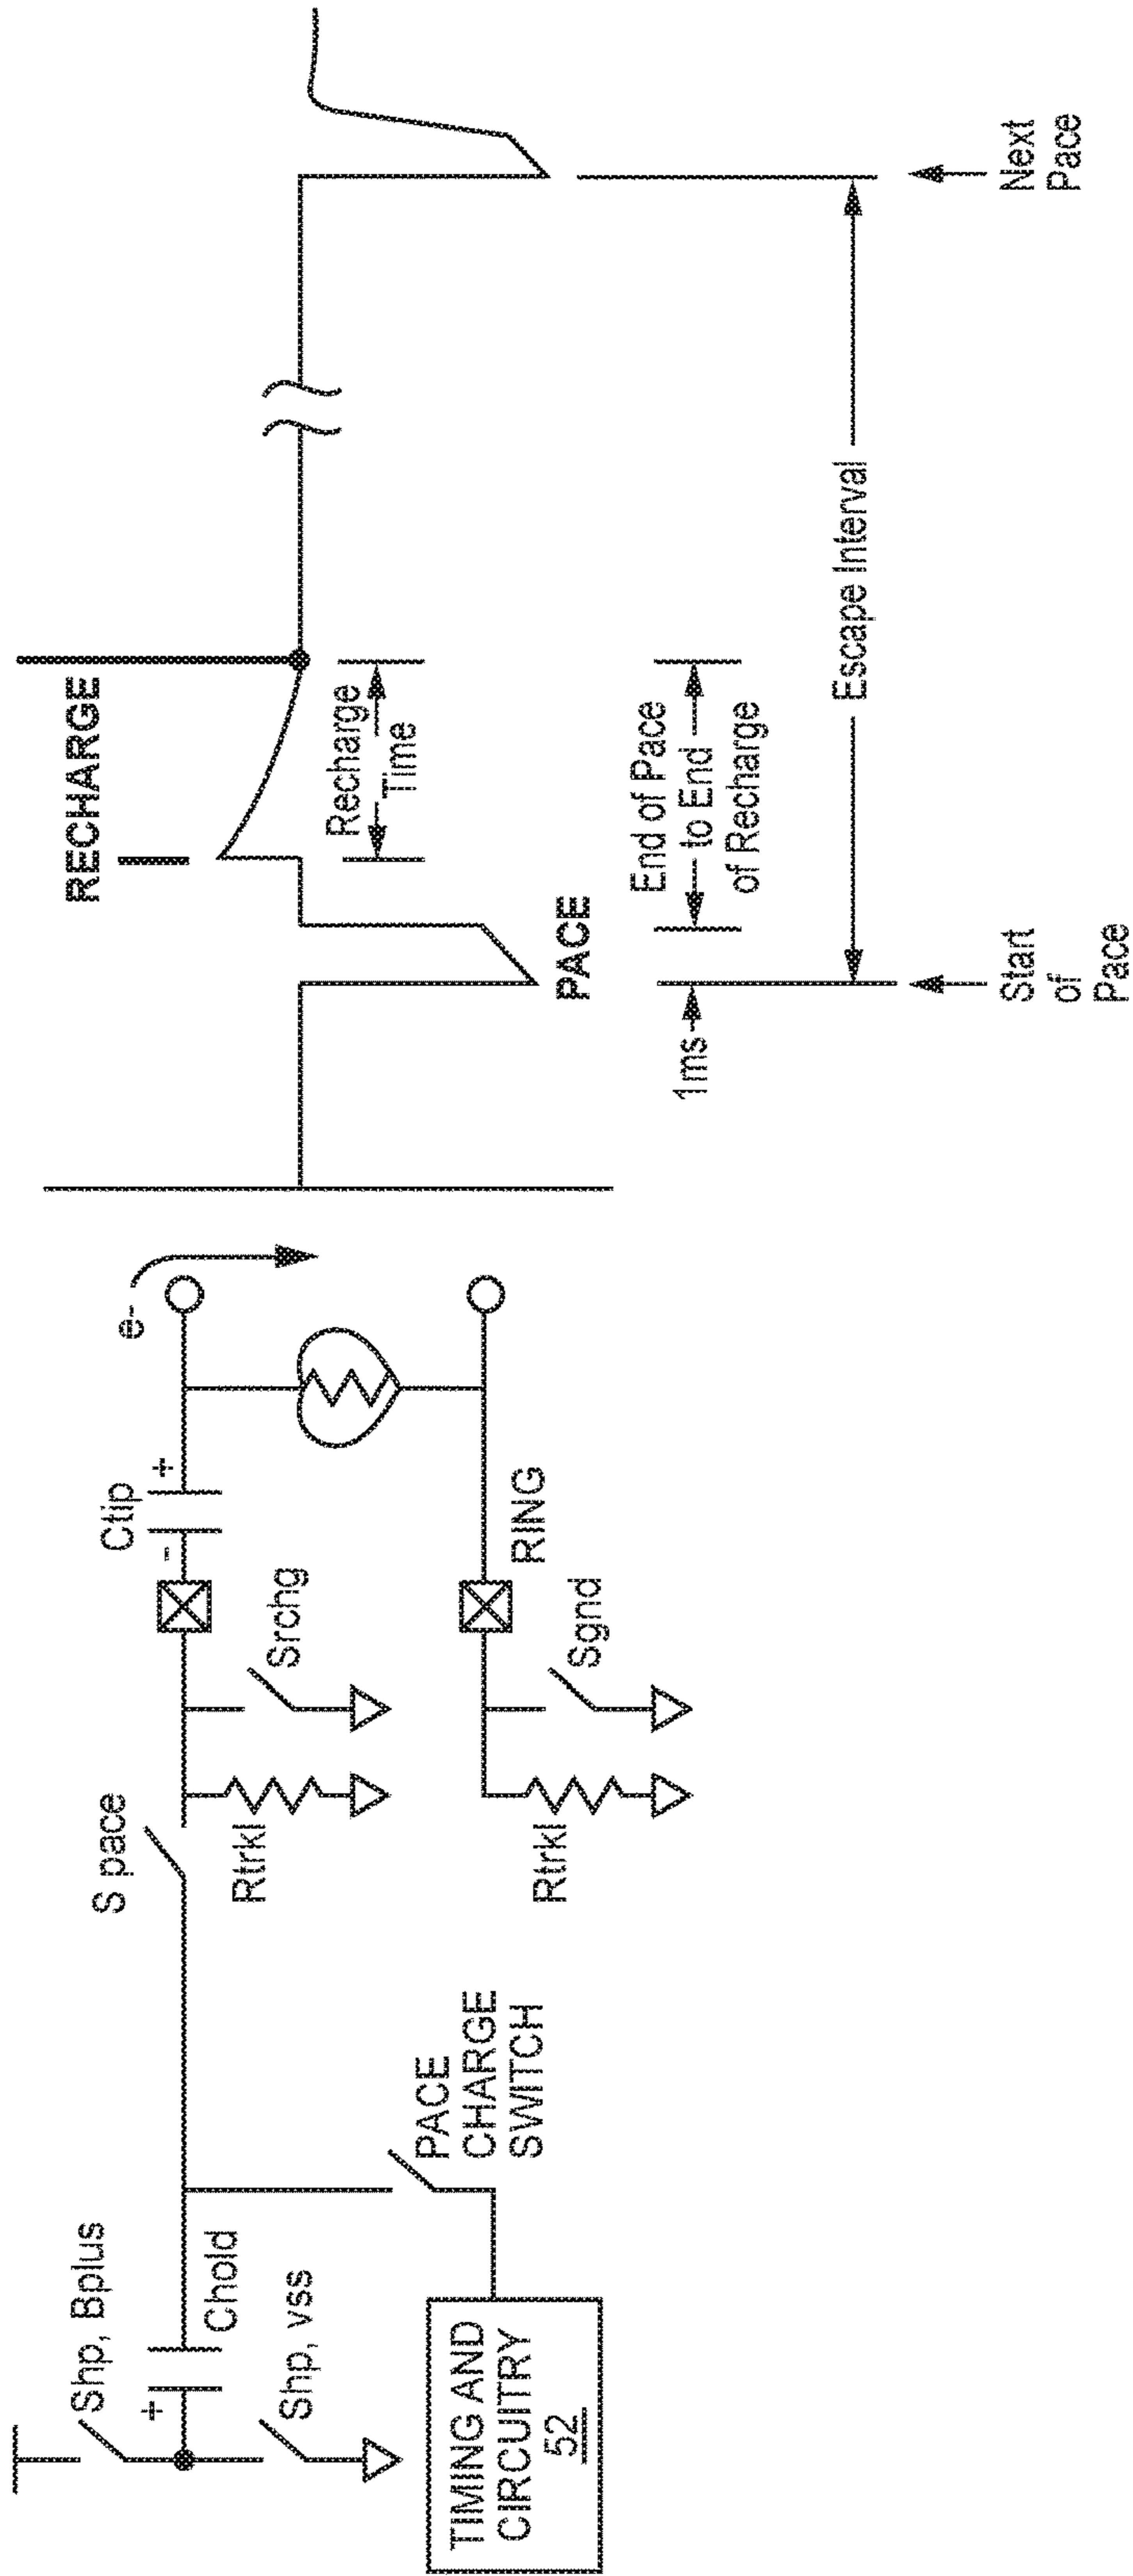 Shp, Bplus
+
Chold
Shp, vss
TIMING AND
CIRCUITRY
52
PACE
CHARGE
SWITCH
S pace
Rtrkl
Srchg
Ctip
-
+
e-
Rtrkl
Sgnd
RING
RECHARGE
Recharge
Time
PACE
1ms
End of Pace
to End
of Recharge
Escape Interval
Start
of
Pace
Next
Pace